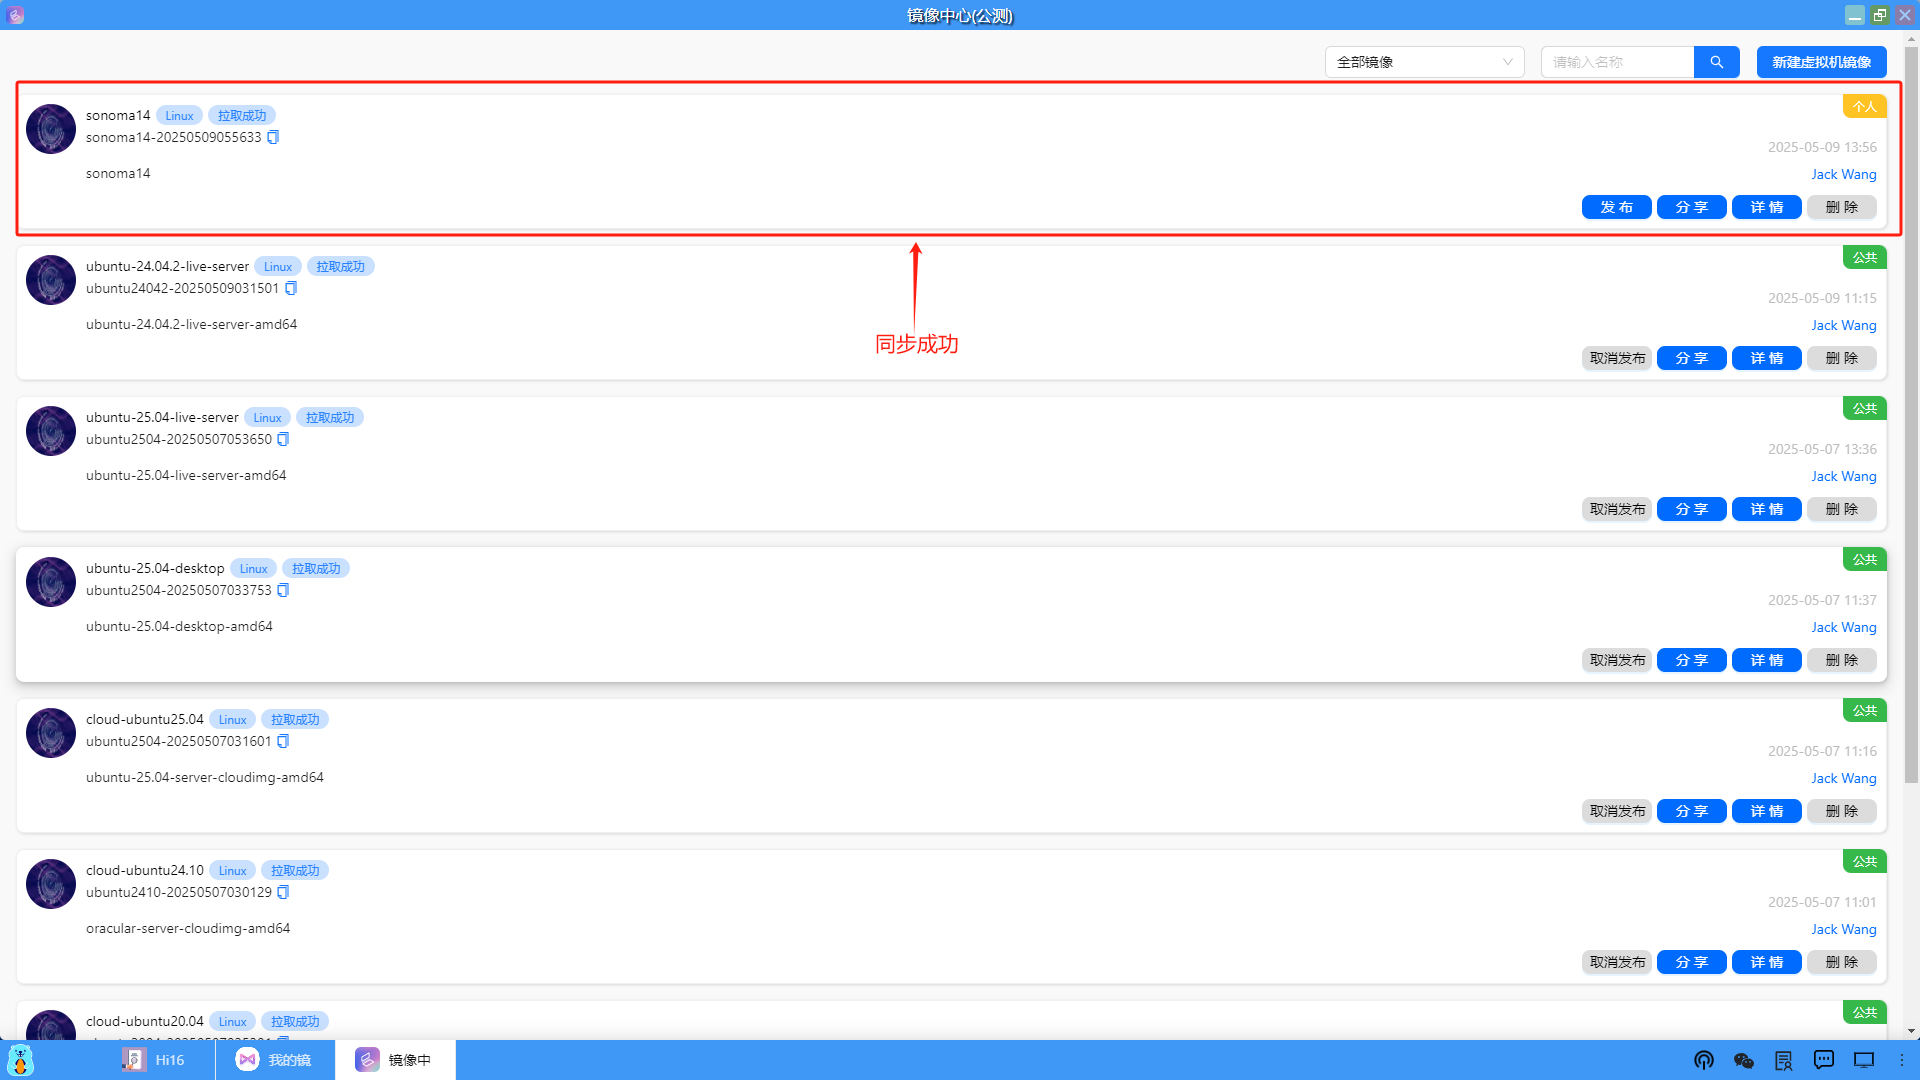 镜像中心(公测)
全部镜像
请输入名称
新建虚拟机镜像
sonoma14 Linux 拉取成功
个人
sonoma14-20250509055633
2025-05-09 13:56
sonoma14
Jack Wang
发 布 分 享 详 情 删 除
ubuntu-24.04.2-live-server Linux 拉取成功
公共
ubuntu24042-20250509031501
2025-05-09 11:15
ubuntu-24.04.2-live-server-amd64
Jack Wang
同步成功
取消发布 分 享 详 情 删 除
ubuntu-25.04-live-server Linux 拉取成功
公共
ubuntu2504-20250507053650
2025-05-07 13:36
ubuntu-25.04-live-server-amd64
Jack Wang
取消发布 分 享 详 情 删 除
ubuntu-25.04-desktop Linux 拉取成功
公共
ubuntu2504-20250507033753
2025-05-07 11:37
ubuntu-25.04-desktop-amd64
Jack Wang
取消发布 分 享 详 情 删 除
cloud-ubuntu25.04 Linux 拉取成功
公共
ubuntu2504-20250507031601
2025-05-07 11:16
ubuntu-25.04-server-cloudimg-amd64
Jack Wang
取消发布 分 享 详 情 删 除
cloud-ubuntu24.10 Linux 拉取成功
公共
ubuntu2410-20250507030129
2025-05-07 11:01
oracular-server-cloudimg-amd64
Jack Wang
取消发布 分 享 详 情 删 除
cloud-ubuntu20.04 Linux 拉取成功
公共
Hi16 我的镜 镜像中